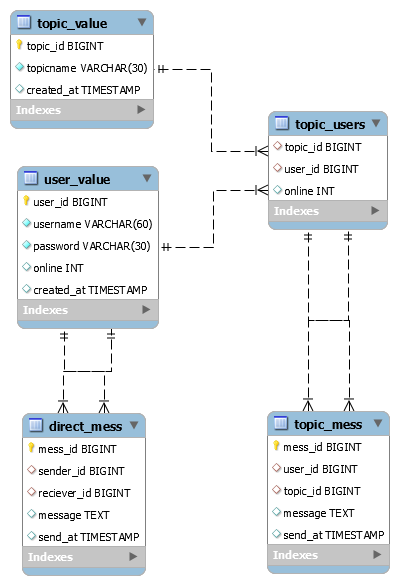 topic_value
topic_id BIGINT
topicname VARCHAR(30)
created_at TIMESTAMP
Indexes
user_value
user_id BIGINT
username VARCHAR(60)
password VARCHAR(30)
online INT
created_at TIMESTAMP
Indexes
topic_users
topic_id BIGINT
user_id BIGINT
online INT
Indexes
direct_mess
mess_id BIGINT
sender_id BIGINT
reciever_id BIGINT
message TEXT
send_at TIMESTAMP
Indexes
topic_mess
mess_id BIGINT
user_id BIGINT
topic_id BIGINT
message TEXT
send_at TIMESTAMP
Indexes